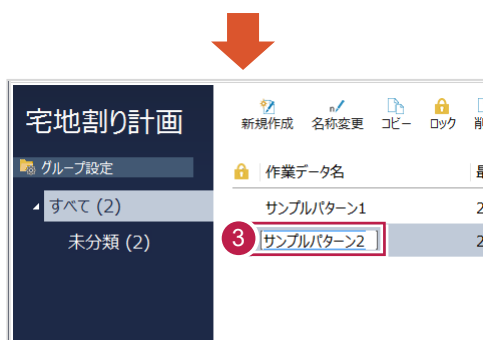 宅地割り計画
新規作成 名称変更 コピー ロック
グループ設定
作業データ名
すべて (2)
サンプルパターン1
未分類 (2)
3 サンプルパターン2